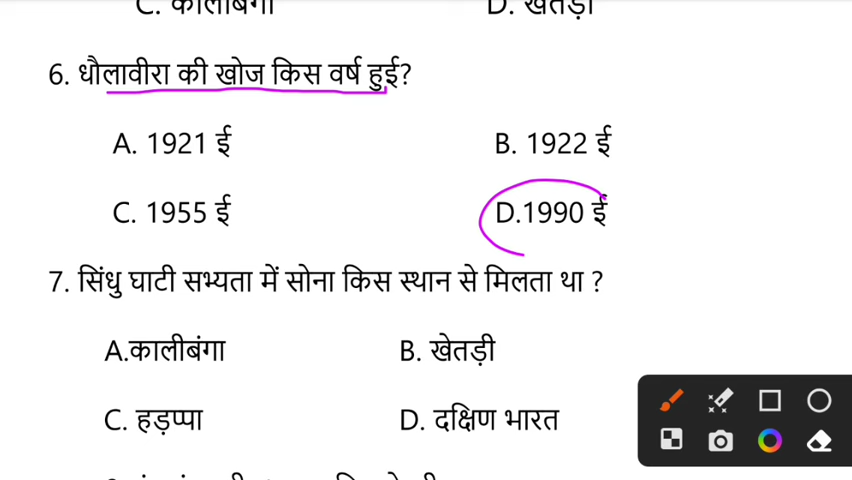 C. कालीबंगा D. खेतड़ी
6. धौलावीरा की खोज किस वर्ष हुई?
A. 1921 ई B. 1922 ई
C. 1955 ई D.1990 ई
7. सिंधु घाटी सभ्यता में सोना किस स्थान से मिलता था ?
A.कालीबंगा B. खेतड़ी
C. हड़प्पा D. दक्षिण भारत